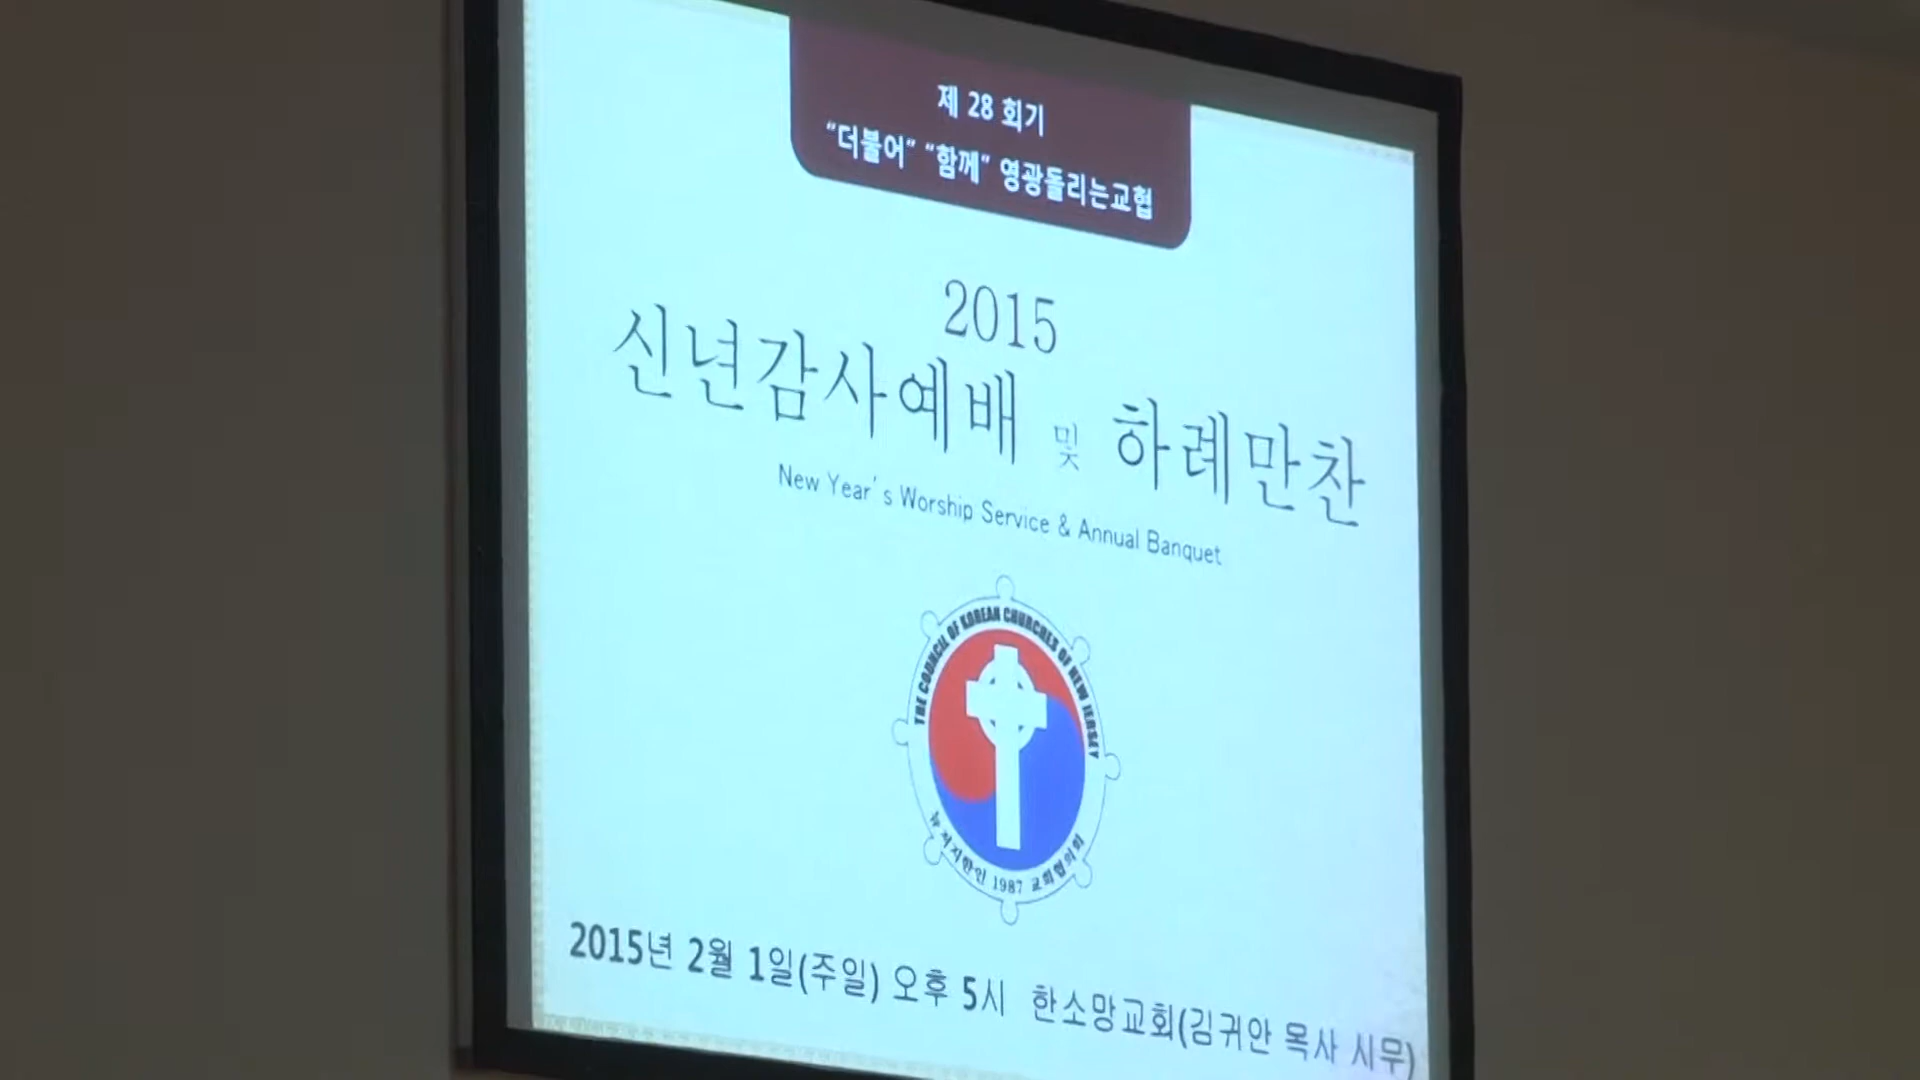 제 28 회기
“더불어” “함께” 영광돌리는교협
2015
신년감사예배 및 하례만찬
New Year's Worship Service & Annual Banquet
THE COUNCIL OF KOREAN CHURCHES OF NEW JERSEY
뉴저지한인 1987 교회협의회
2015년 2월 1일(주일) 오후 5시 한소망교회(김귀안 목사 시무)